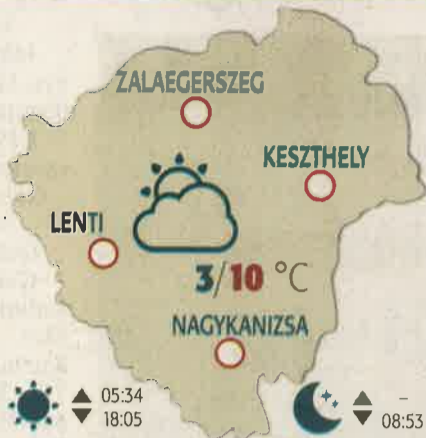 ZALAEGERSZEG
KESZTHELY
LENTI
3/10 °C
NAGYKANIZSA
05:34
18:05
–
08:53